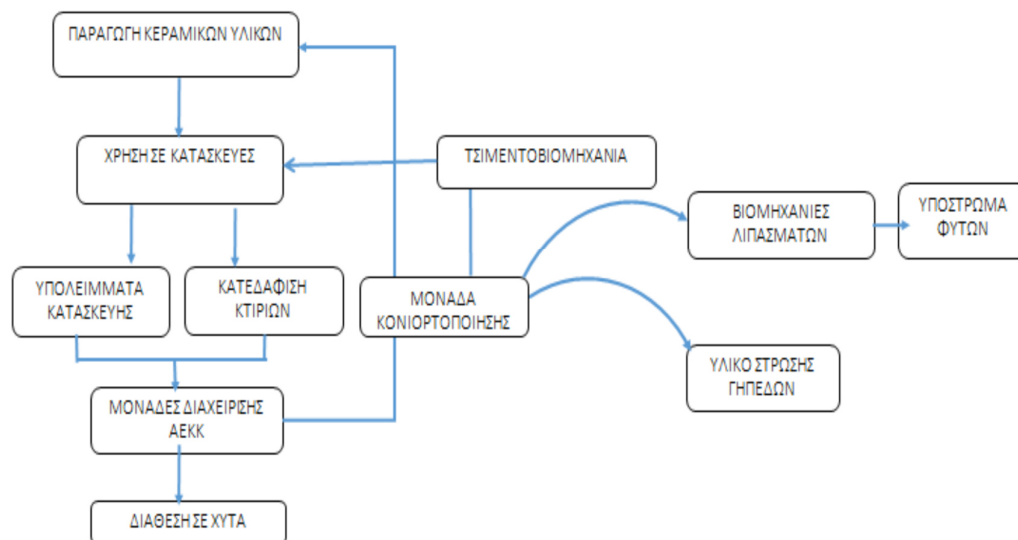 ΠΑΡΑΓΩΓΗ ΚΕΡΑΜΙΚΩΝ ΥΛΙΚΩΝ
ΧΡΗΣΗ ΣΕ ΚΑΤΑΣΚΕΥΕΣ
ΤΣΙΜΕΝΤΟΒΙΟΜΗΧΑΝΙΑ
ΒΙΟΜΗΧΑΝΙΕΣ
ΛΙΠΑΣΜΑΤΩΝ
ΥΠΟΣΤΡΩΜΑ
ΦΥΤΩΝ
ΥΠΟΛΕΙΜΜΑΤΑ
ΚΑΤΑΣΚΕΥΗΣ
ΚΑΤΕΔΑΦΙΣΗ
ΚΤΙΡΙΩΝ
ΜΟΝΑΔΑ
ΚΟΝΙΟΡΤΟΠΟΙΗΣΗΣ
ΥΛΙΚΟ ΣΤΡΩΣΗΣ
ΓΗΠΕΔΩΝ
ΜΟΝΑΔΕΣ ΔΙΑΧΕΙΡΙΣΗΣ
ΑΕΚΚ
ΔΙΑΘΕΣΗ ΣΕ ΧΥΤΑ